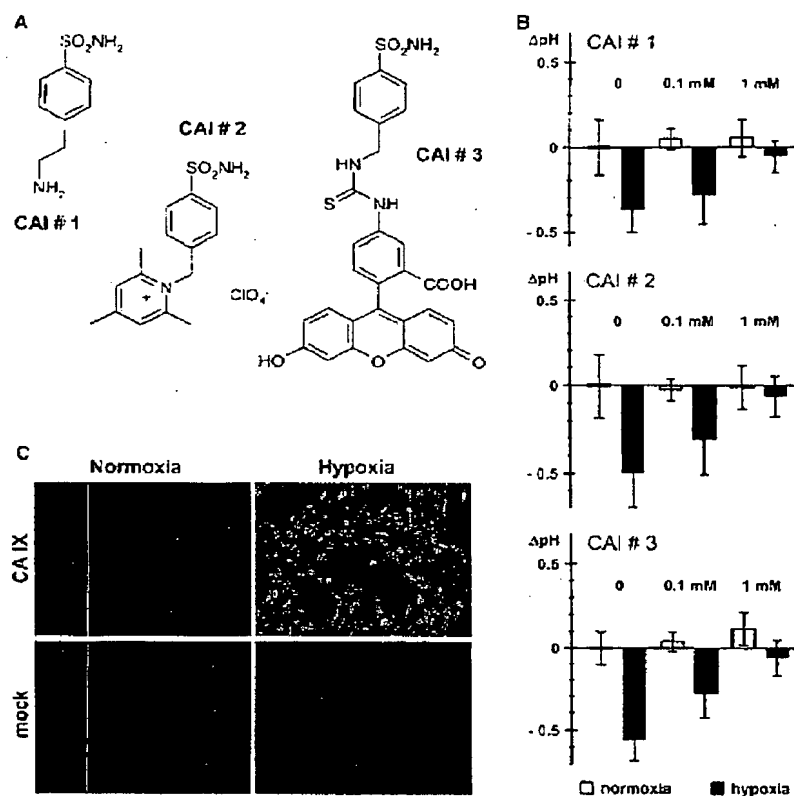 A
SO₂NH₂
NH₂
CAI # 1
CAI # 2
SO₂NH₂
N
+
ClO₄⁻
SO₂NH₂
CAI # 3
HN
S
NH
COOH
HO
O
O
B
ΔpH
CAI # 1
0.5
0
0.1 mM
1 mM
0
- 0.5
ΔpH
CAI # 2
0.5
0
0.1 mM
1 mM
0
- 0.5
ΔpH
CAI # 3
0.5
0
0.1 mM
1 mM
0
- 0.5
normoxia
hypoxia
C
Normoxia
Hypoxia
CA IX
mock